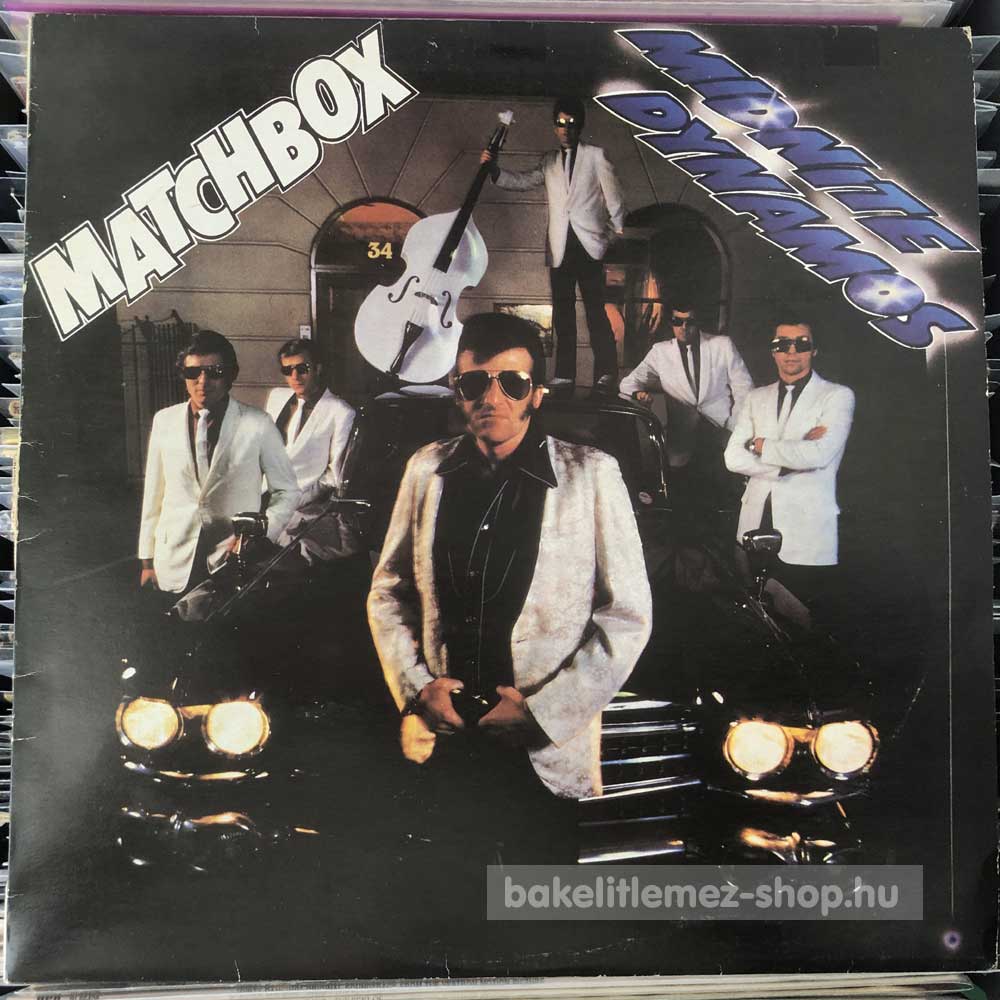 MATCHBOX
MIDNITE
DYNAMOS
34
bakelitlemez-shop.hu